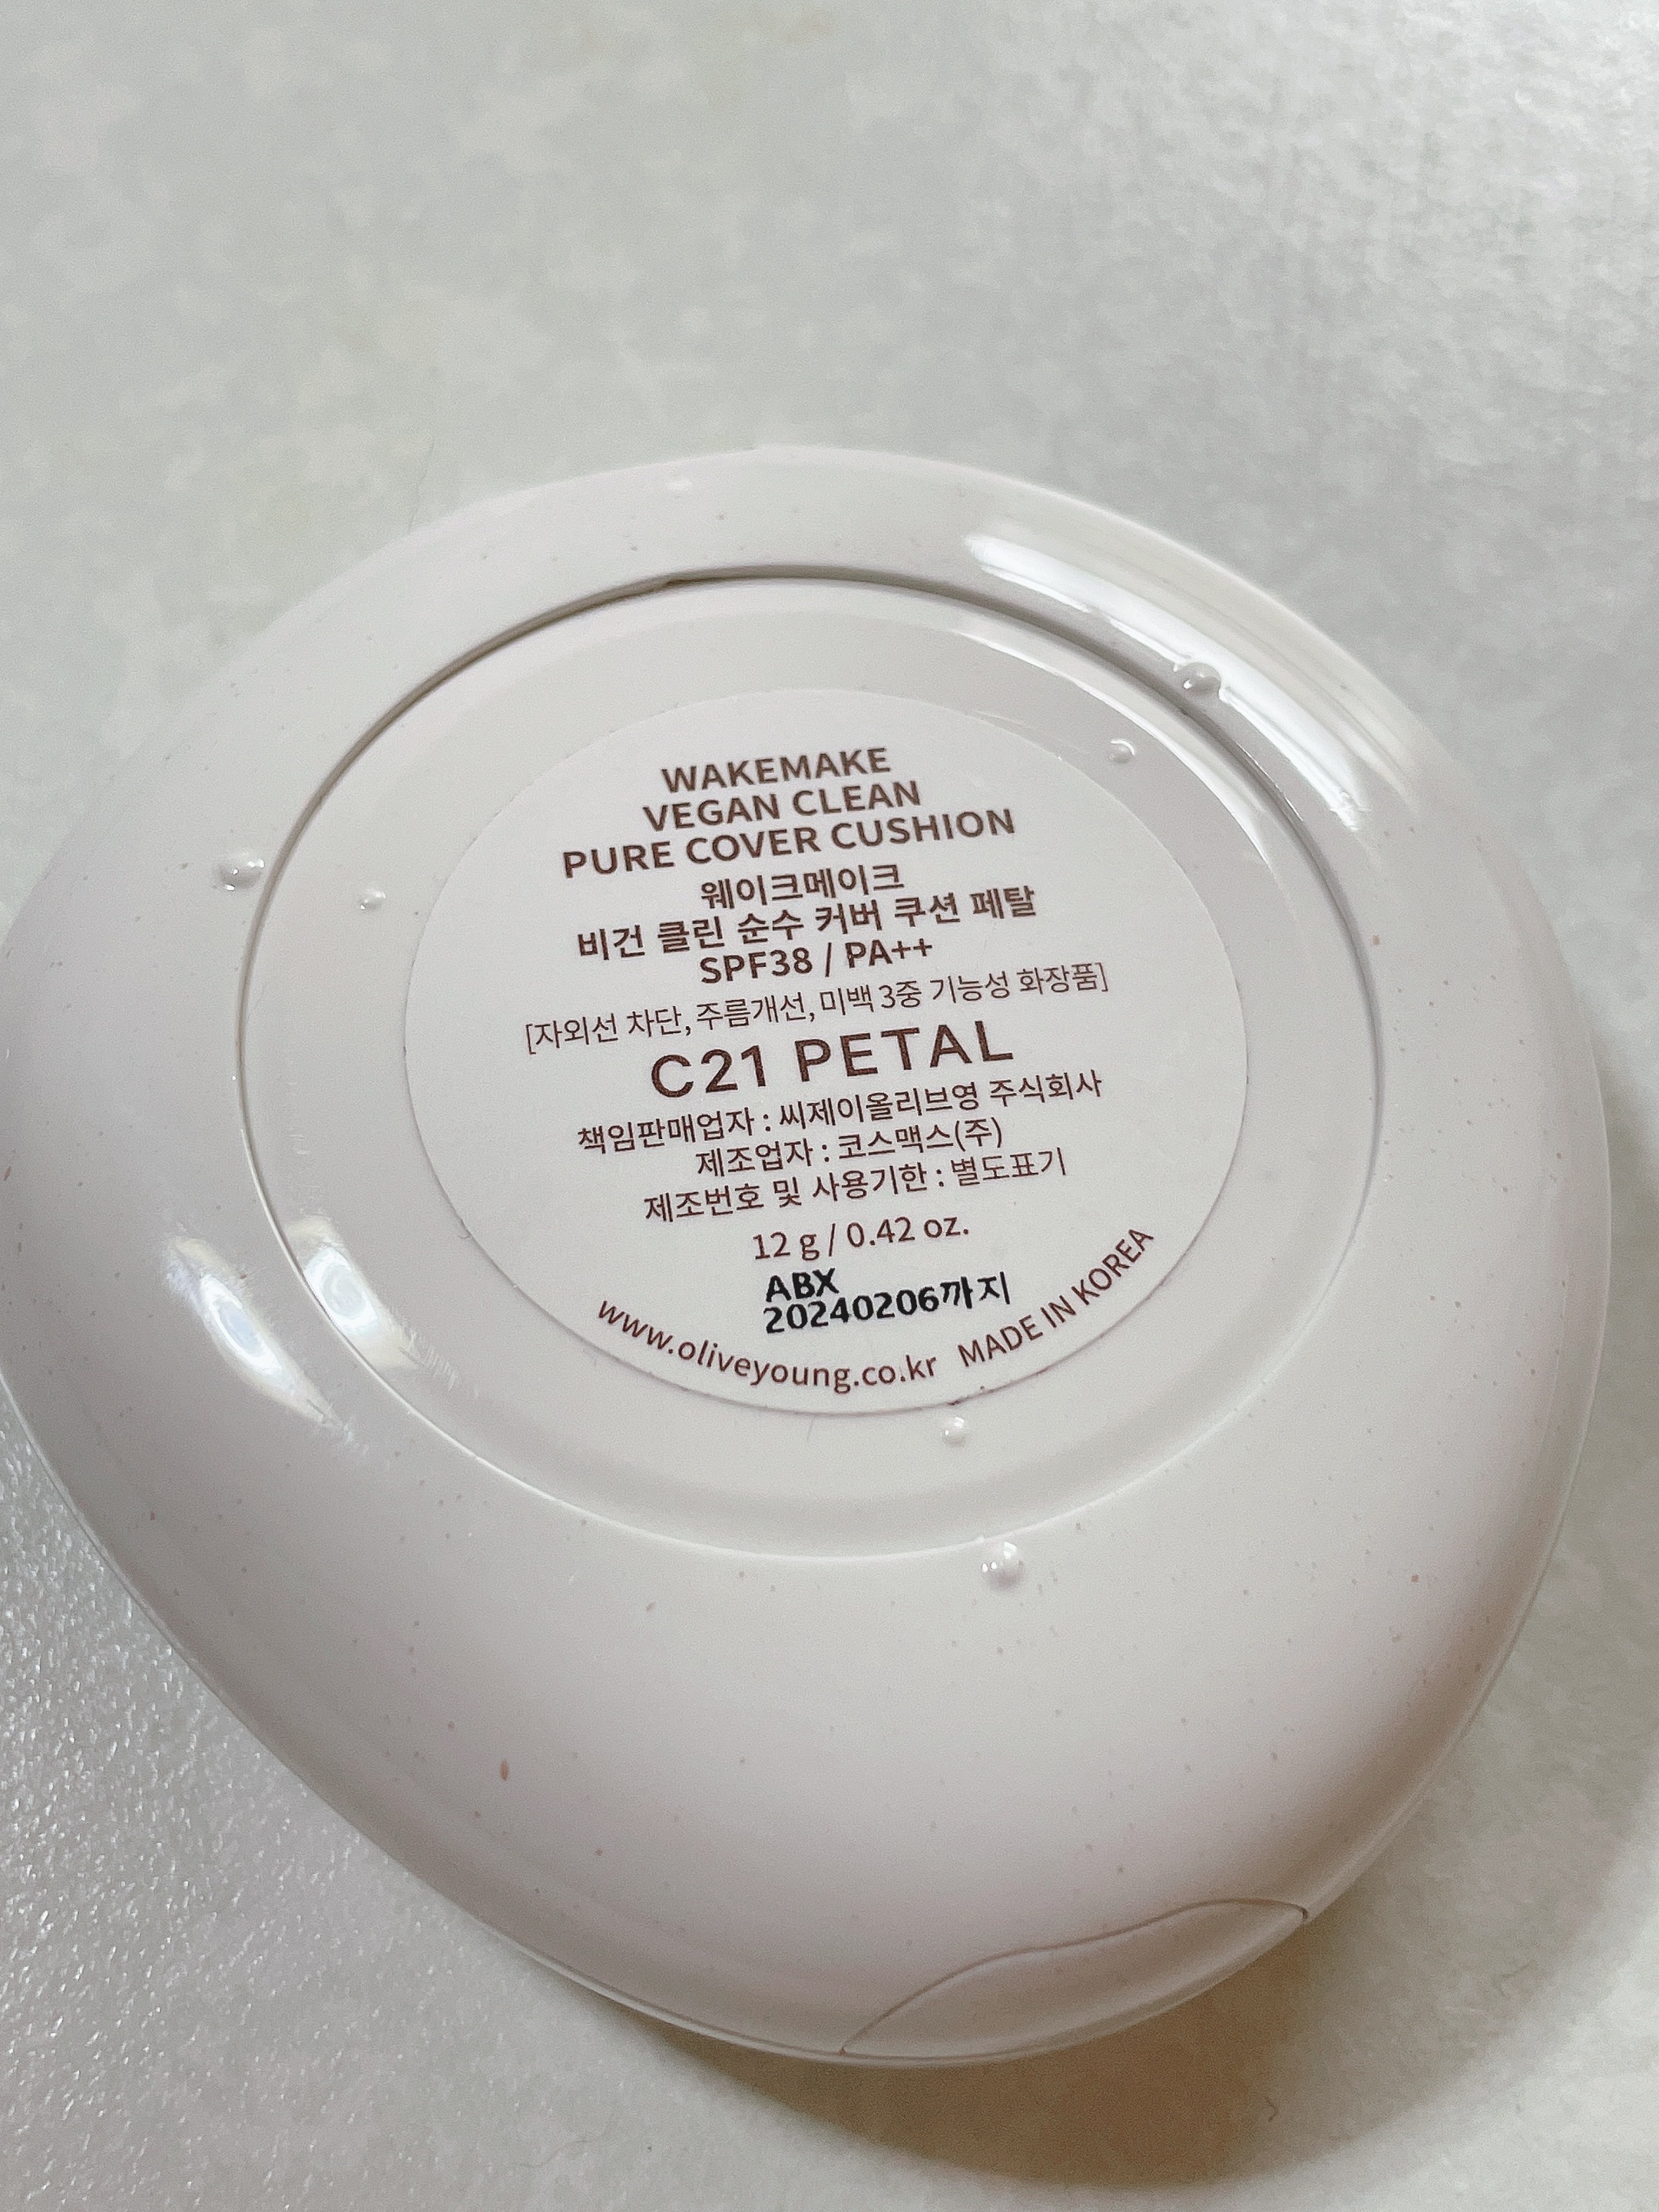 WAKEMAKE
VEGAN CLEAN
PURE COVER CUSHION
웨이크메이크
비건 클린 순수 커버 쿠션 페탈
SPF38 / PA++
[자외선 차단, 주름개선, 미백 3중 기능성 화장품]
C21 PETAL
책임판매업자 : 씨제이올리브영 주식회사
제조업자 : 코스맥스(주)
제조번호 및 사용기한 : 별도표기
12 g / 0.42 oz.
ABX
20240206까지
www.oliveyoung.co.kr MADE IN KOREA